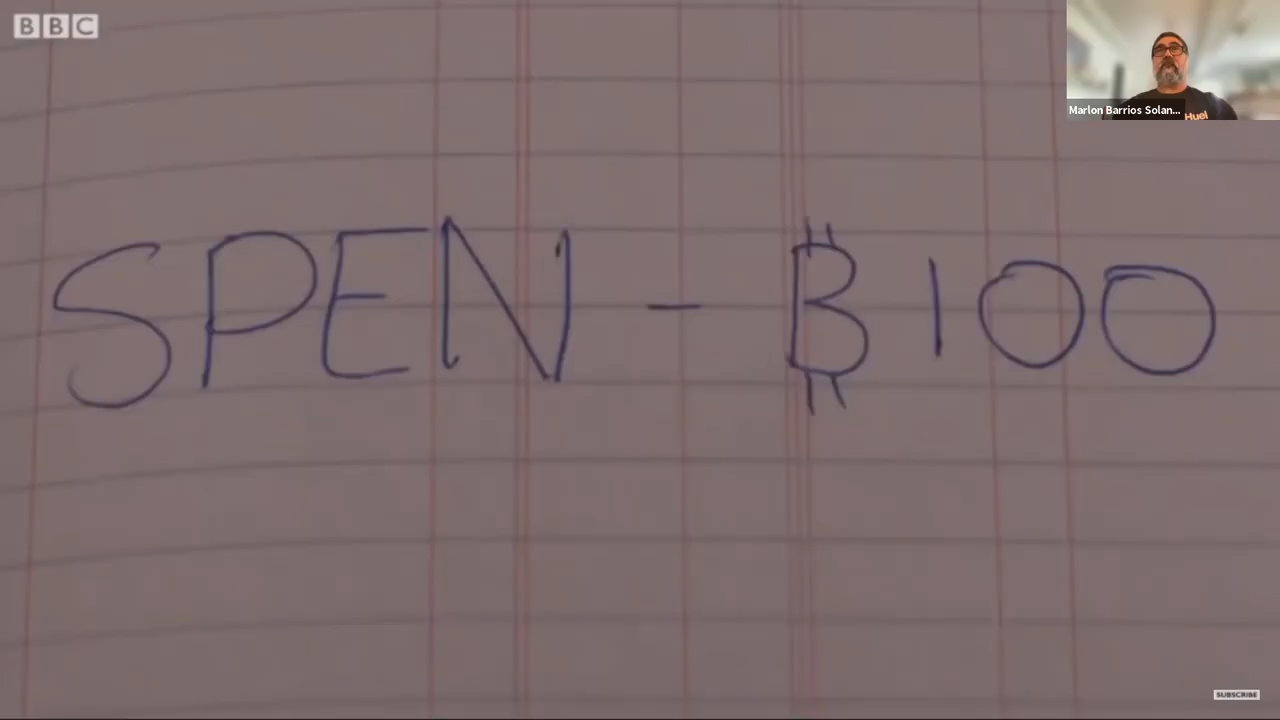 BBC
Marlon Barrios Solan...
Huel
SPEN - ₿100
SUBSCRIBE